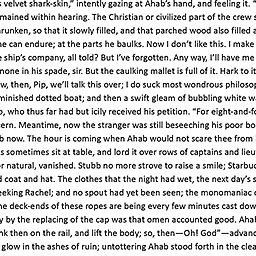 s velvet shark-skin," intently gazing at Ahab's hand, and feeling it. "
mained within hearing. The Christian or civilized part of the crew s
runken, so that it slowly filled, and that parched wood also filled a
he can endure; at the parts he baulks. Now I don't like this. I make
ship's company, all told? But I've forgotten. Any way, I'll have me
none in his spade, sir. But the caulking mallet is full of it. Hark to it
w, then, Pip, we'll talk this over; I do suck most wondrous philosop
minished dotted boat; and then a swift gleam of bubbling white w
o, who thus far had but icily received his petition. "For eight-and-fo
ern. Meantime, now the stranger was still beseeching his poor bo
b now. The hour is coming when Ahab would not scare thee from
s sometimes sit at table, and lord it over rows of captains and lieu
r natural, vanished. Stubb no more strove to raise a smile; Starbuc
d coat and hat. The clothes that the night had wet, the next day's s
eeking Rachel; and no spout had yet been seen; the monomaniac o
he deck-ends of these ropes are being every few minutes cast dow
y by the replacing of the cap was that omen accounted good. Aha
nk then on the rail, and lift the body; so, then—Oh! God"—advanc
glow in the ashes of ruin; untottering Ahab stood forth in the clea